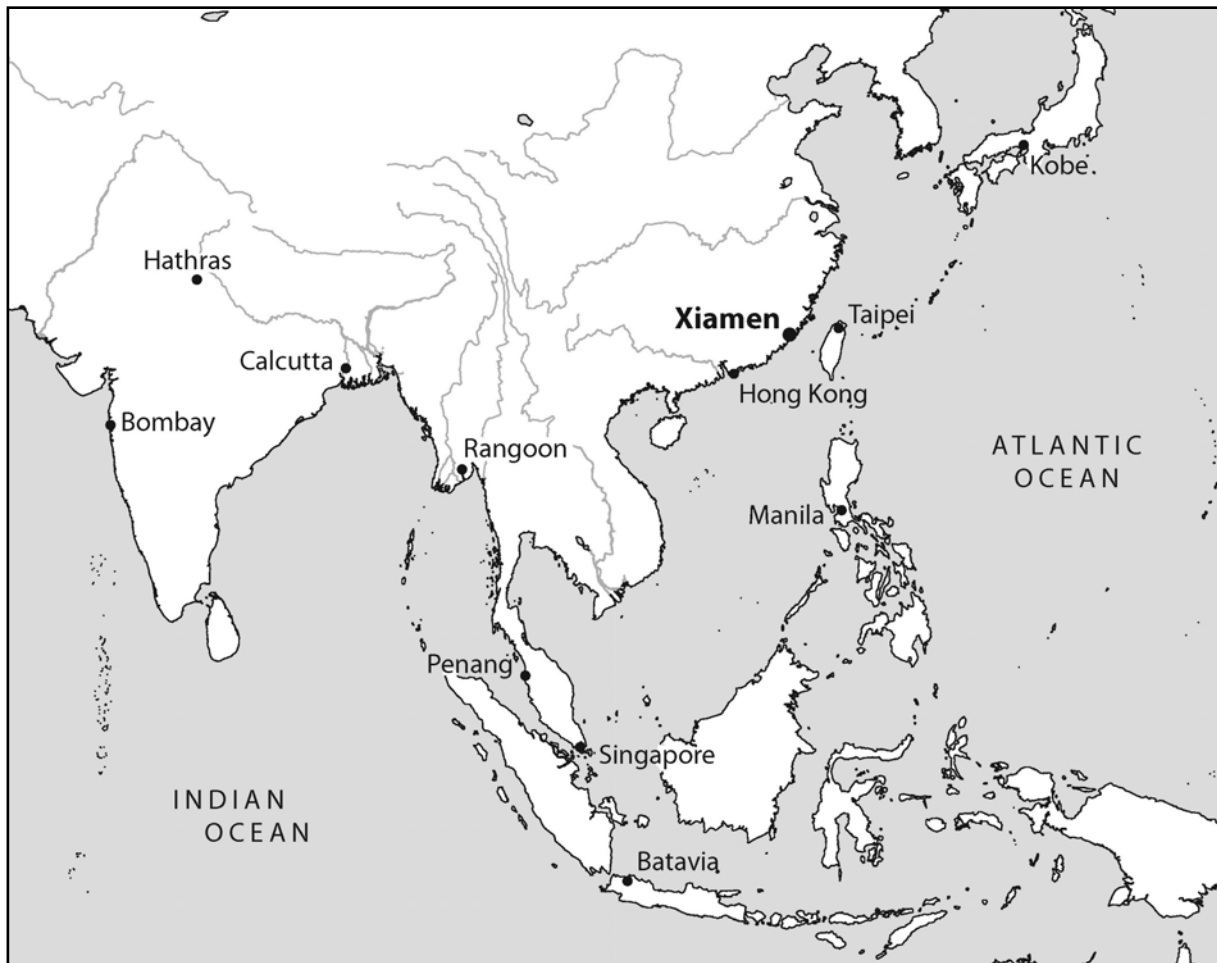 Kobe
Hathras
Xiamen
Taipei
Calcutta
Hong Kong
Bombay
Rangoon
ATLANTIC
OCEAN
Manila
Penang
Singapore
INDIAN
OCEAN
Batavia